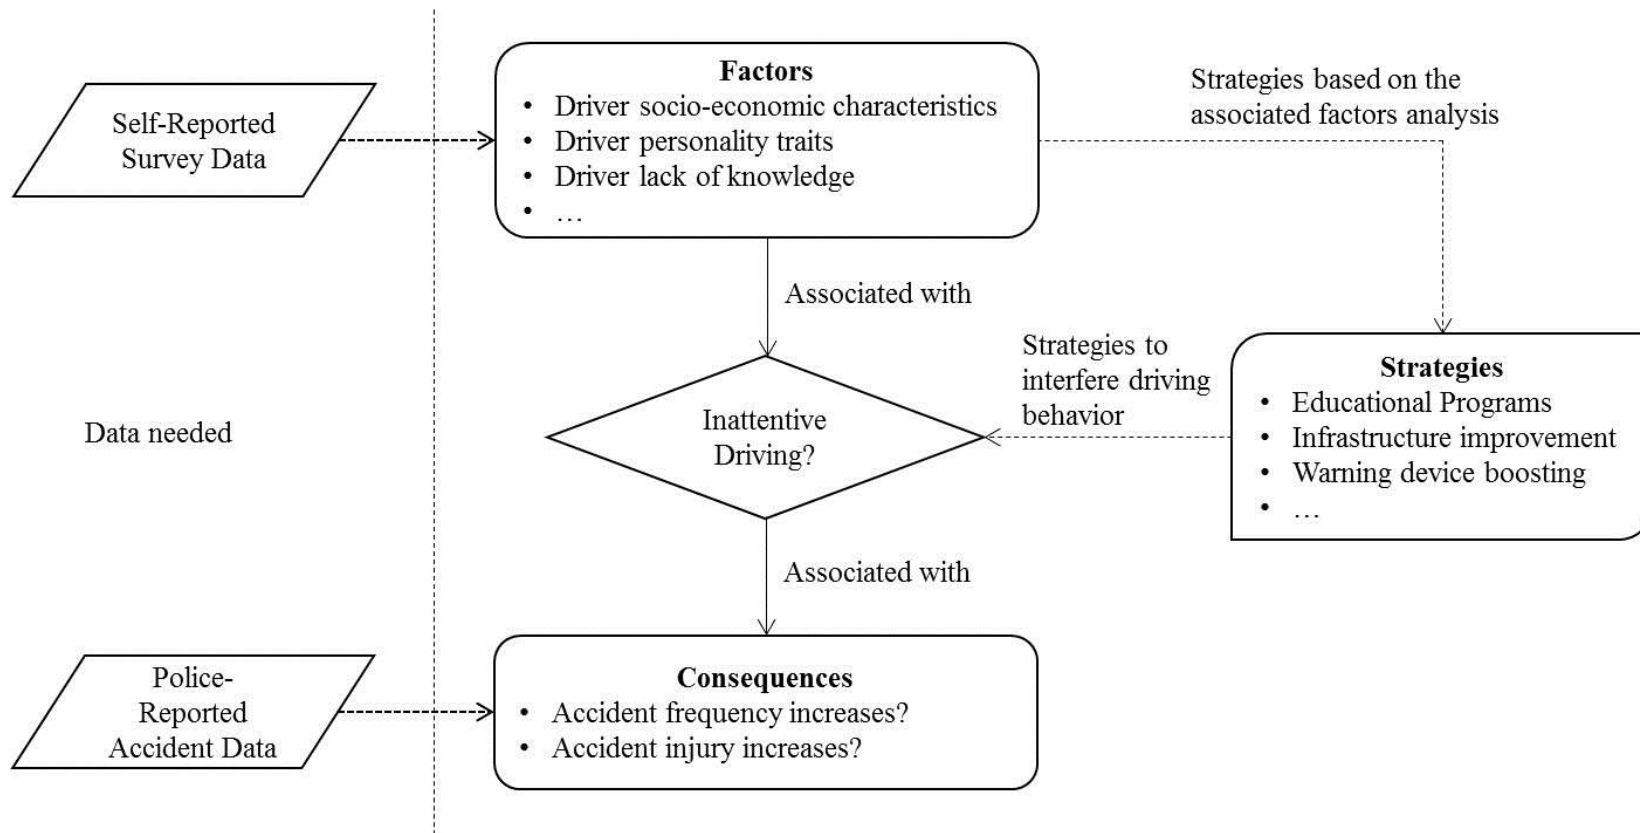 Self-Reported
Survey Data
Factors
• Driver socio-economic characteristics
• Driver personality traits
• Driver lack of knowledge
• …
Strategies based on the
associated factors analysis
Associated with
Strategies to
interfere driving
behavior
Strategies
• Educational Programs
• Infrastructure improvement
• Warning device boosting
• …
Data needed
Inattentive
Driving?
Associated with
Police-
Reported
Accident Data
Consequences
• Accident frequency increases?
• Accident injury increases?